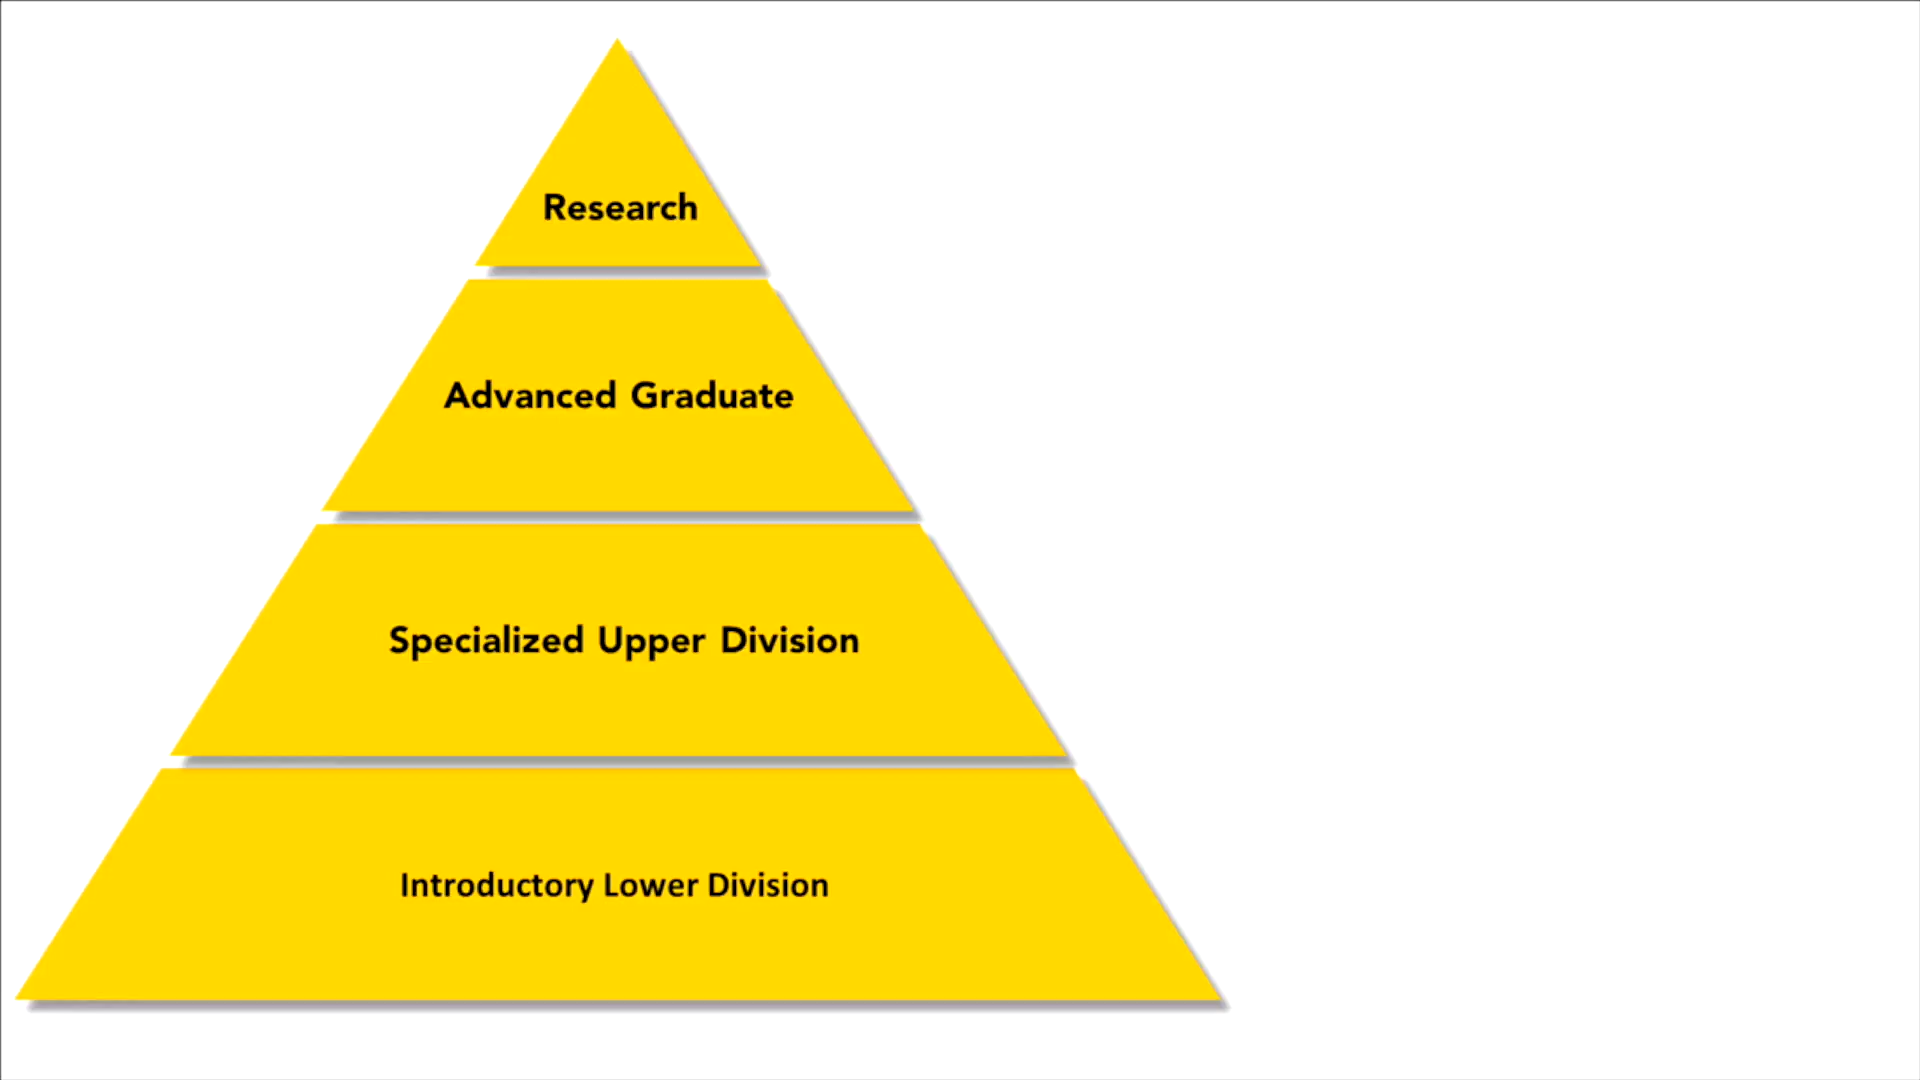 Research
Advanced Graduate
Specialized Upper Division
Introductory Lower Division